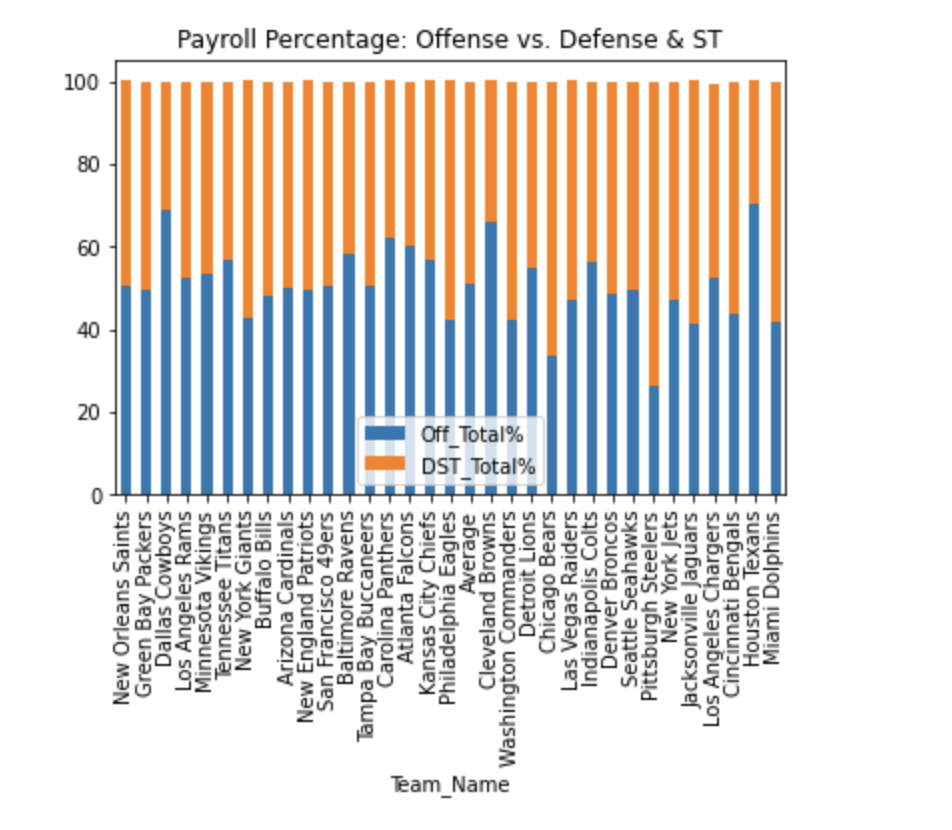 Payroll Percentage: Offense vs. Defense & ST
100
80
60
40
20
0
Off_Total%
DST_Total%
New Orleans Saints
Green Bay Packers
Dallas Cowboys
Los Angeles Rams
Minnesota Vikings
Tennessee Titans
New York Giants
Buffalo Bills
Arizona Cardinals
New England Patriots
San Francisco 49ers
Baltimore Ravens
Tampa Bay Buccaneers
Carolina Panthers
Atlanta Falcons
Kansas City Chiefs
Philadelphia Eagles
Average
Cleveland Browns
Washington Commanders
Detroit Lions
Chicago Bears
Las Vegas Raiders
Indianapolis Colts
Denver Broncos
Seattle Seahawks
Pittsburgh Steelers
New York Jets
Jacksonville Jaguars
Los Angeles Chargers
Cincinnati Bengals
Houston Texans
Miami Dolphins
Team_Name